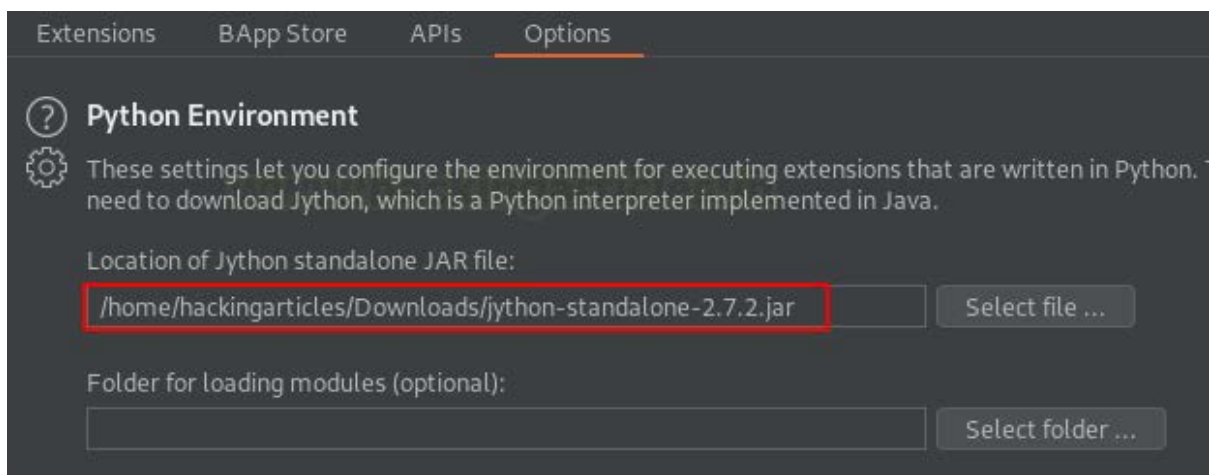 Extensions BApp Store APIs Options
Python Environment
These settings let you configure the environment for executing extensions that are written in Python.
need to download Jython, which is a Python interpreter implemented in Java.
Location of Jython standalone JAR file:
/home/hackingarticles/Downloads/jython-standalone-2.7.2.jar Select file ...
Folder for loading modules (optional):
Select folder ...